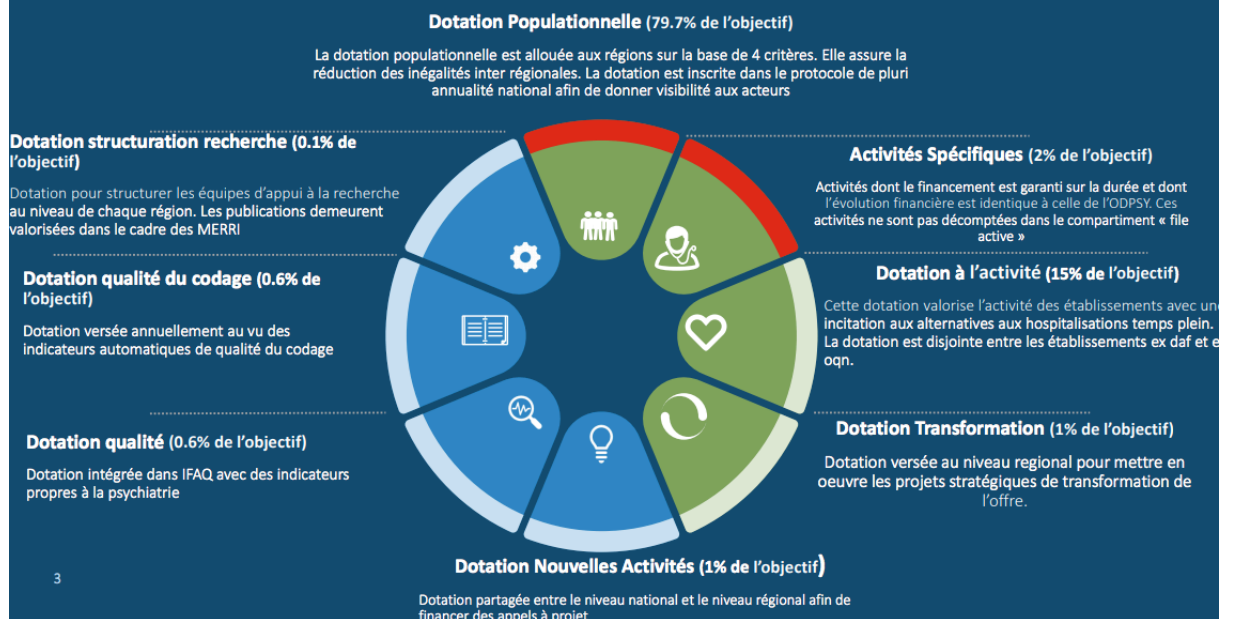 Dotation Populationnelle (79.7% de l'objectif)
La dotation populationnelle est allouée aux régions sur la base de 4 critères. Elle assure la
réduction des inégalités inter régionales. La dotation est inscrite dans le protocole de pluri
annualité national afin de donner visibilité aux acteurs
Dotation structuration recherche (0.1% de
l'objectif)
Dotation pour structurer les équipes d'appui à la recherche
au niveau de chaque région. Les publications demeurent
valorisées dans le cadre des MERRI
Activités Spécifiques (2% de l'objectif)
Activités dont le financement est garanti sur la durée et dont
l'évolution financière est identique à celle de l'ODPSY. Ces
activités ne sont pas décomptées dans le compartiment « file
active »
Dotation qualité du codage (0.6% de
l'objectif)
Dotation versée annuellement au vu des
indicateurs automatiques de qualité du codage
Dotation à l'activité (15% de l'objectif)
Cette dotation valorise l'activité des établissements avec une
incitation aux alternatives aux hospitalisations temps plein.
La dotation est disjointe entre les établissements ex daf et e
oqn.
Dotation qualité (0.6% de l'objectif)
Dotation intégrée dans IFAQ avec des indicateurs
propres à la psychiatrie
Dotation Transformation (1% de l'objectif)
Dotation versée au niveau regional pour mettre en
oeuvre les projets stratégiques de transformation de
l'offre.
Dotation Nouvelles Activités (1% de l'objectif)
Dotation partagée entre le niveau national et le niveau régional afin de
financer des appels à projet
3